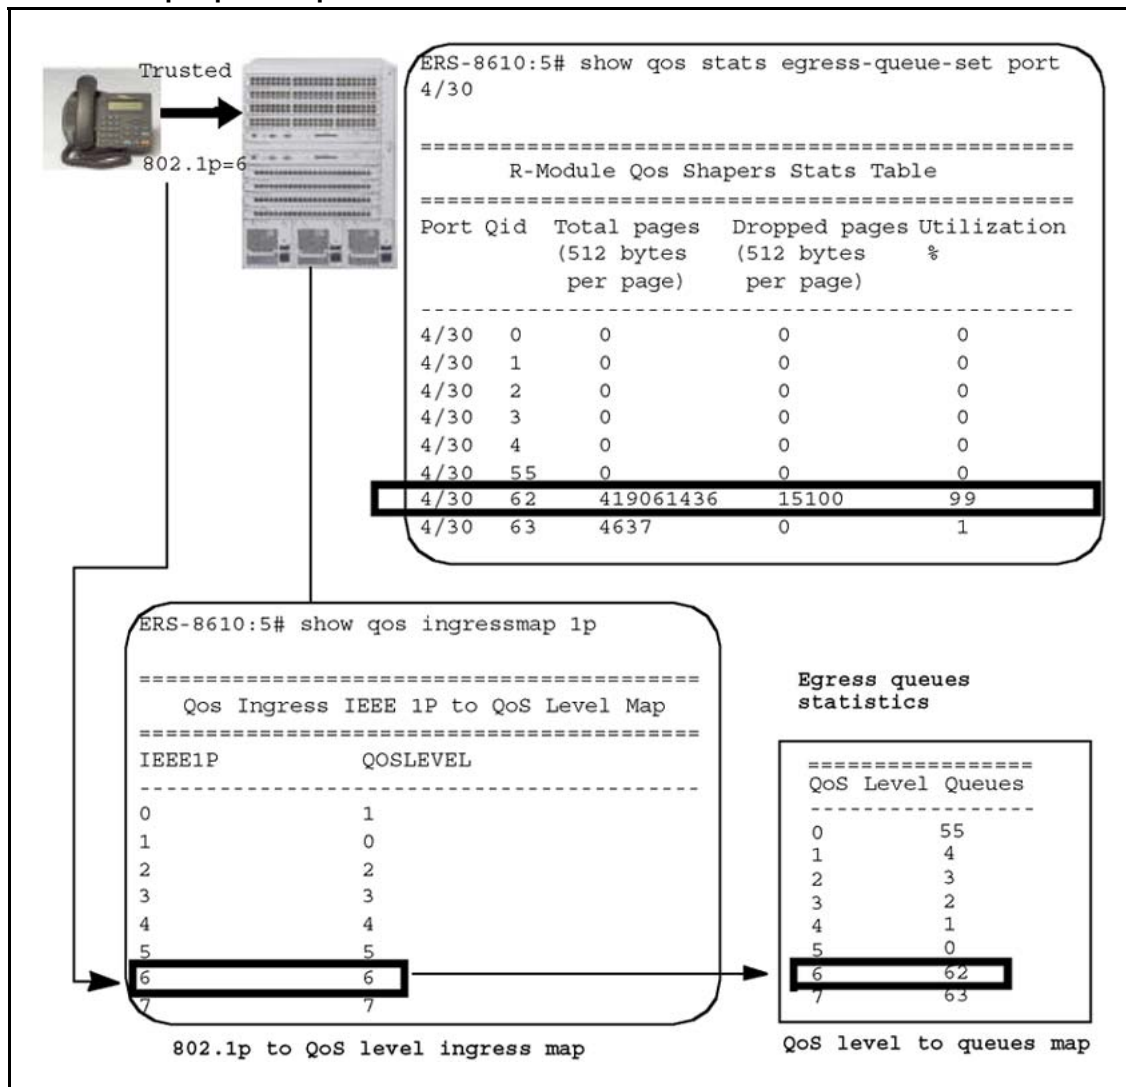 Trusted
802.1p=6
ERS-8610:5# show qos stats egress-queue-set port
4/30
================================================
R-Module Qos Shapers Stats Table
================================================
Port Qid Total pages Dropped pages Utilization
(512 bytes (512 bytes %
per page) per page)
------------------------------------------------
4/30 0 0 0 0
4/30 1 0 0 0
4/30 2 0 0 0
4/30 3 0 0 0
4/30 4 0 0 0
4/30 55 0 0 0
4/30 62 419061436 15100 99
4/30 63 4637 0 1
ERS-8610:5# show qos ingressmap 1p
==========================================
Qos Ingress IEEE 1P to QoS Level Map
==========================================
IEEE1P QOSLEVEL
------------------------------------------
0 1
1 0
2 2
3 3
4 4
5 5
6 6
7 7
802.1p to QoS level ingress map
Egress queues
statistics
=================
QoS Level Queues
-----------------
0 55
1 4
2 3
3 2
4 1
5 0
6 62
7 63
QoS level to queues map